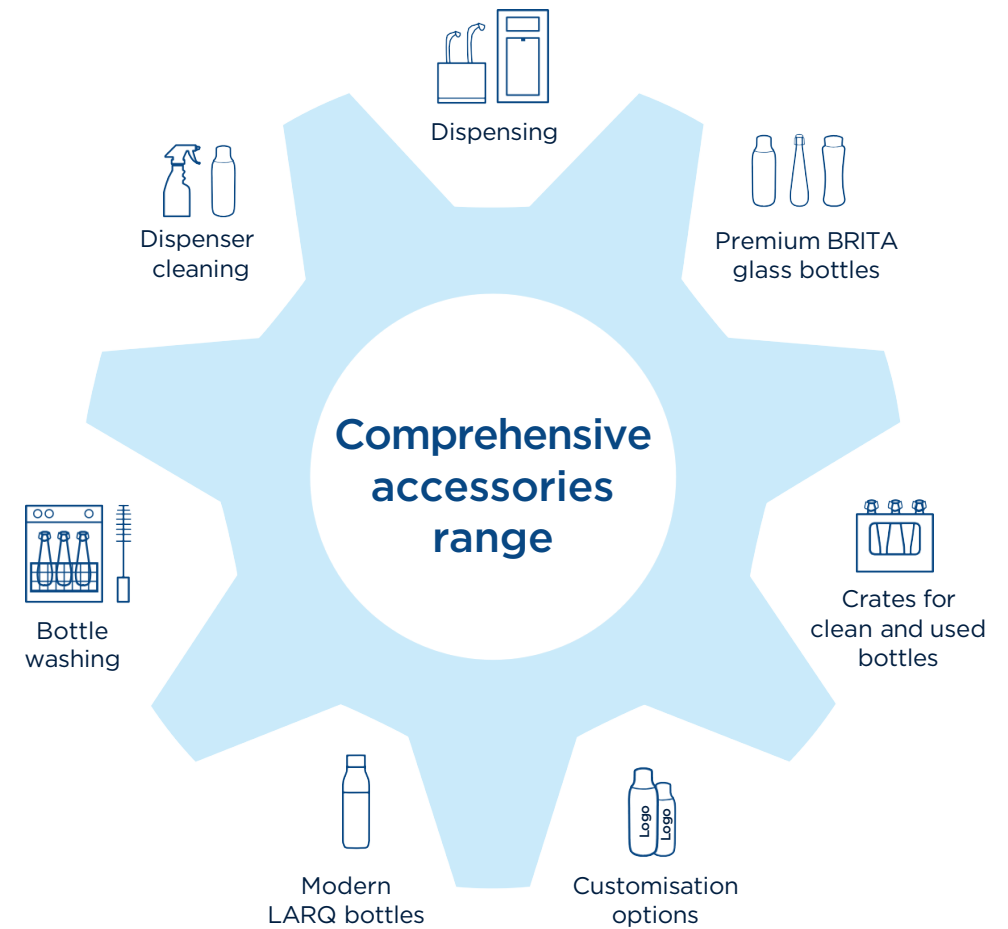 Dispensing
Premium BRITA
glass bottles
Crates for
clean and used
bottles
Customisation
options
Logo
Logo
Modern
LARQ bottles
Bottle
washing
Dispenser
cleaning
Comprehensive
accessories
range